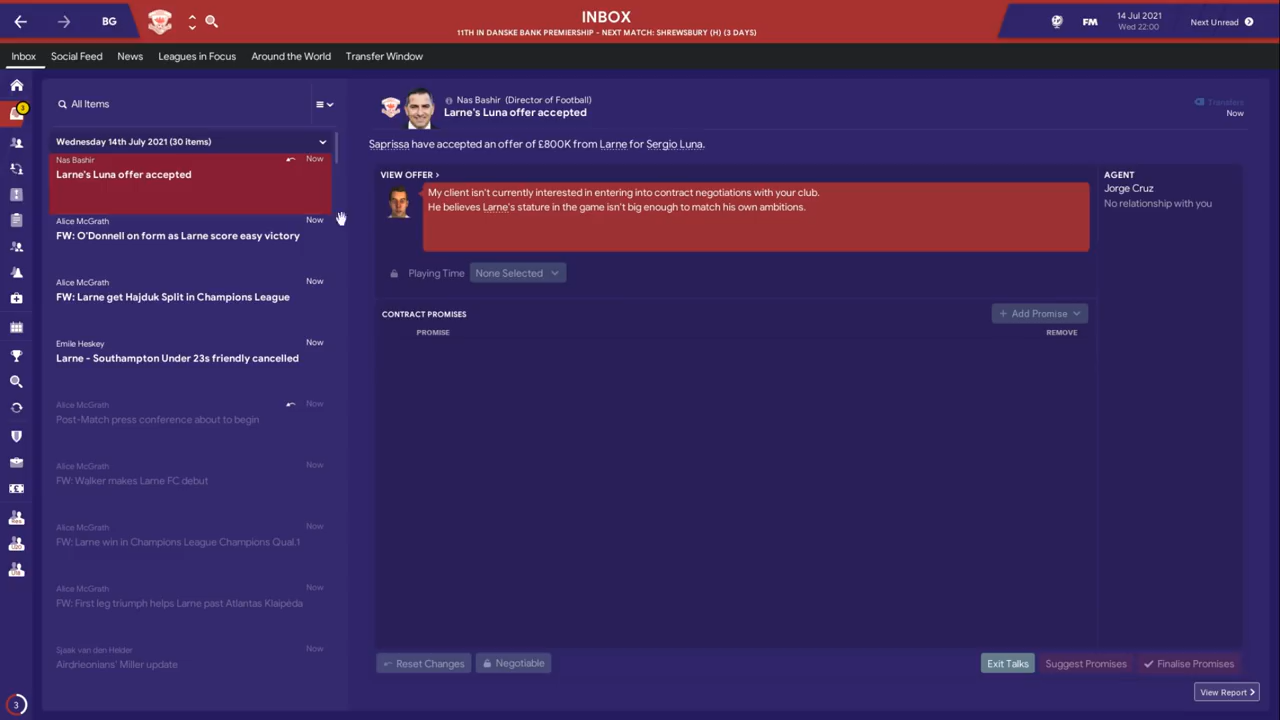 BG
INBOX
11TH IN DANSKE BANK PREMIERSHIP - NEXT MATCH: SHREWSBURY (H) (3 DAYS)
FM
14 Jul 2021
Wed 22:00
Next Unread
Inbox
Social Feed
News
Leagues in Focus
Around the World
Transfer Window
3
All Items
Wednesday 14th July 2021 (30 Items)
Nas Bashir
Now
Larne's Luna offer accepted
Alice McGrath
Now
FW: O'Donnell on form as Larne score easy victory
Alice McGrath
Now
FW: Larne get Hajduk Split in Champions League
Emile Heskey
Now
Larne - Southampton Under 23s friendly cancelled
Alice McGrath
Now
Post-Match press conference about to begin
Alice McGrath
Now
FW: Walker makes Larne FC debut
Alice McGrath
Now
FW: Larne win in Champions League Champions Qual.1
Alice McGrath
Now
FW: First leg triumph helps Larne past Atlantas Klaipėda
Sjaak van den Helder
Now
Airdrieonians' Miller update
3
Nas Bashir (Director of Football)
Larne's Luna offer accepted
Transfers
Now
Saprissa have accepted an offer of £800K from Larne for Sergio Luna.
VIEW OFFER >
My client isn't currently interested in entering into contract negotiations with your club.
He believes Larne's stature in the game isn't big enough to match his own ambitions.
AGENT
Jorge Cruz
No relationship with you
Playing Time
None Selected
CONTRACT PROMISES
+ Add Promise
PROMISE
REMOVE
Reset Changes
Negotiable
Exit Talks
Suggest Promises
Finalise Promises
View Report >